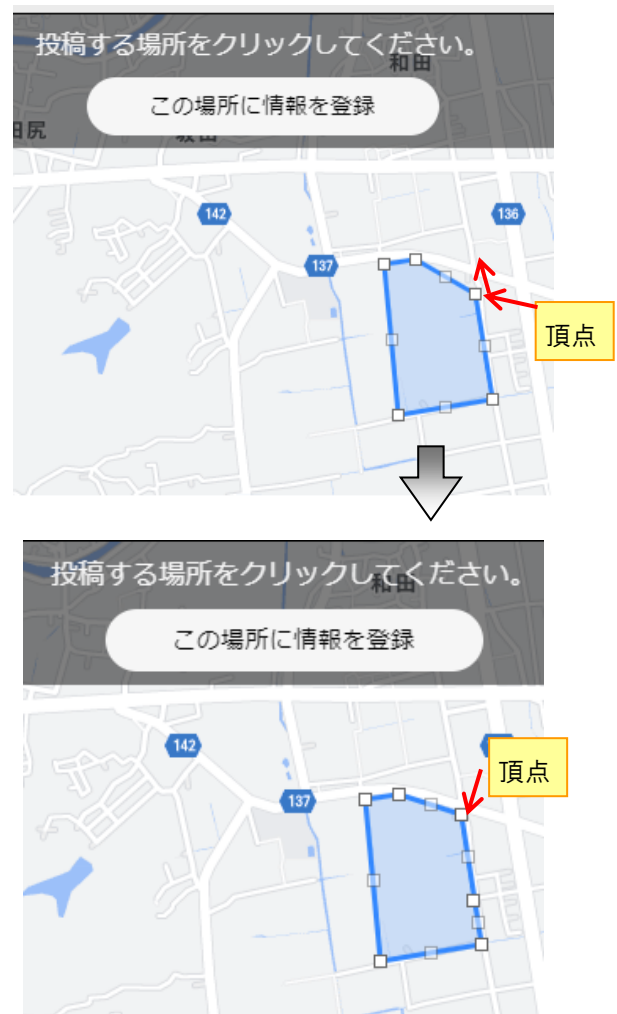 投稿する場所をクリックしてください。
和田
この場所に情報を登録
田尻
142
136
137
頂点
投稿する場所をクリックしてください。
和田
この場所に情報を登録
142
頂点
137